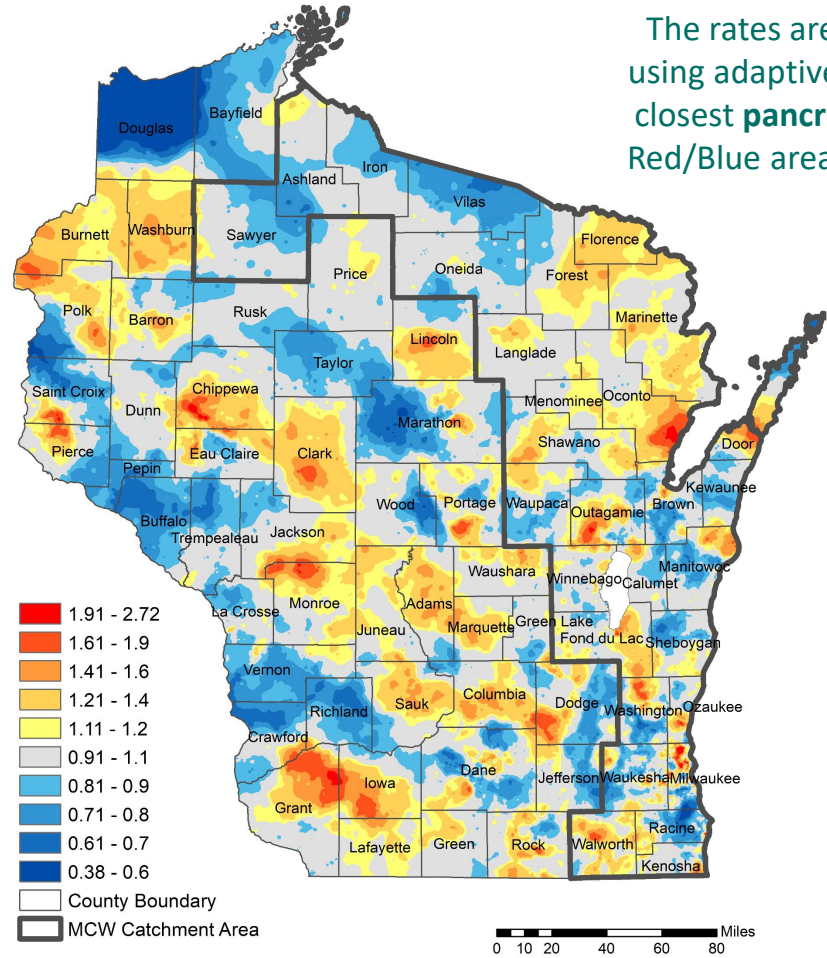 The rates are
using adaptive
closest pancr
Red/Blue area
Douglas
Bayfield
Ashland
Iron
Vilas
Burnett
Washburn
Sawyer
Price
Oneida
Florence
Forest
Polk
Barron
Rusk
Lincoln
Langlade
Marinette
Taylor
Saint Croix
Dunn
Chippewa
Marathon
Menominee
Oconto
Pierce
Eau Claire
Clark
Shawano
Door
Pepin
Kewaunee
Buffalo
Trempealeau
Jackson
Wood
Portage
Waupaca
Outagamie
Brown
Waushara
Winnebago
Calumet
Manitowoc
La Crosse
Monroe
Juneau
Adams
Marquette
Green Lake
Fond du Lac
Sheboygan
Vernon
Richland
Sauk
Columbia
Dodge
Washington
Ozaukee
Crawford
Grant
Iowa
Dane
Jefferson
Waukesha
Milwaukee
Lafayette
Green
Rock
Walworth
Racine
Kenosha
1.91 - 2.72
1.61 - 1.9
1.41 - 1.6
1.21 - 1.4
1.11 - 1.2
0.91 - 1.1
0.81 - 0.9
0.71 - 0.8
0.61 - 0.7
0.38 - 0.6
County Boundary
MCW Catchment Area
Miles
0 10 20 40 60 80